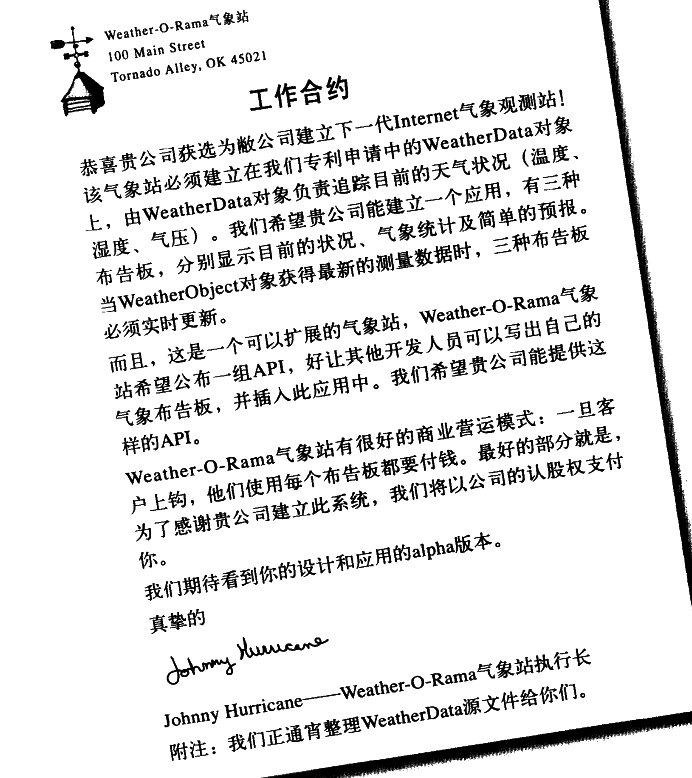 Weather-O-Rama气象站
100 Main Street
Tornado Alley, OK 45021
工作合约
恭喜贵公司获选为敝公司建立下一代Internet气象观测站！
该气象站必须建立在我们专利申请中的WeatherData对象
上，由WeatherData对象负责追踪目前的天气状况（温度、
湿度、气压）。我们希望贵公司能建立一个应用，有三种
布告板，分别显示目前的状况、气象统计及简单的预报。
当WeatherObject对象获得最新的测量数据时，三种布告板
必须实时更新。
而且，这是一个可以扩展的气象站，Weather-O-Rama气象
站希望公布一组API，好让其他开发人员可以写出自己的
气象布告板，并插入此应用中。我们希望贵公司能提供这
样的API。
Weather-O-Rama气象站有很好的商业营运模式：一旦客
户上钩，他们使用每个布告板都要付钱。最好的部分就是，
为了感谢贵公司建立此系统，我们将以公司的认股权支付
你。
我们期待看到你的设计和应用的alpha版本。
真挚的
Johnny Hurricane
Johnny Hurricane——Weather-O-Rama气象站执行长
附注：我们正通宵整理WeatherData源文件给你们。